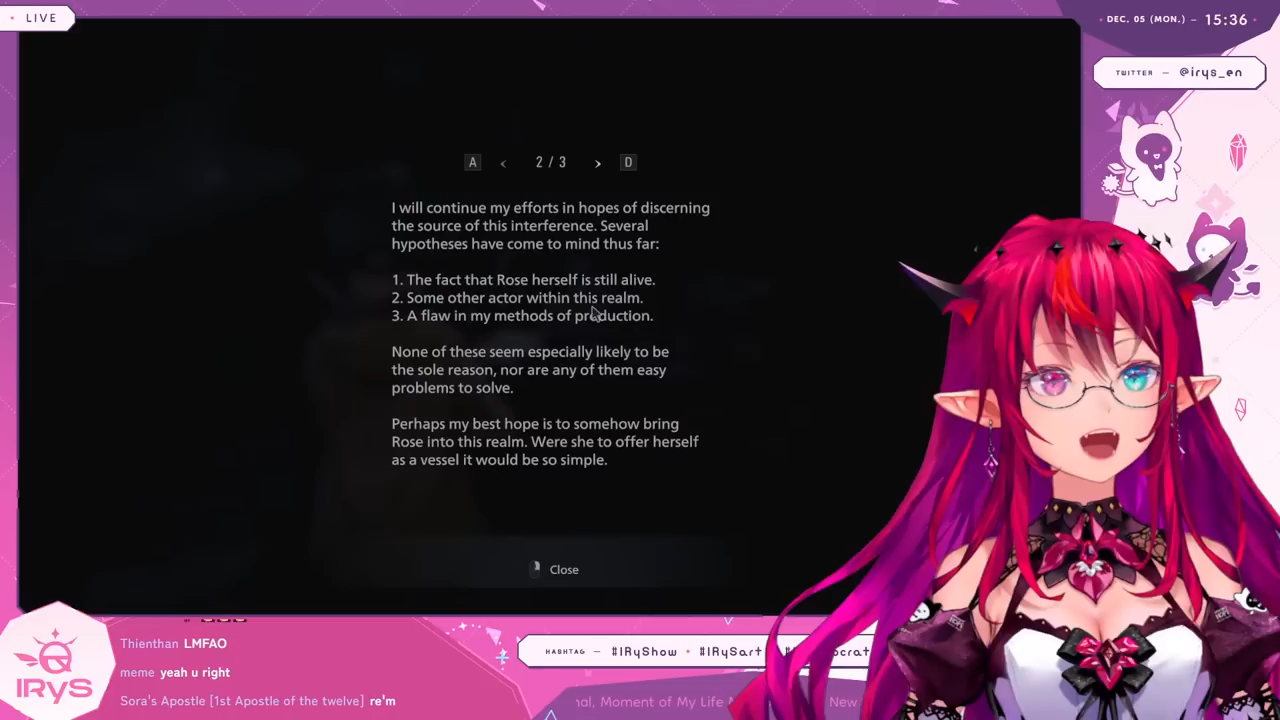 LIVE
DEC. 05 (MON.) – 15:36
TWITTER – @irys_en
A < 2 / 3 > D
I will continue my efforts in hopes of discerning
the source of this interference. Several
hypotheses have come to mind thus far:
1. The fact that Rose herself is still alive.
2. Some other actor within this realm.
3. A flaw in my methods of production.
None of these seem especially likely to be
the sole reason, nor are any of them easy
problems to solve.
Perhaps my best hope is to somehow bring
Rose into this realm. Were she to offer herself
as a vessel it would be so simple.
Close
Thienthan LMFAO
meme yeah u right
Sora's Apostle [1st Apostle of the twelve] re'm
HASHTAG – #IRyShow • #IRySart
Moment of My Life
New
IRyS